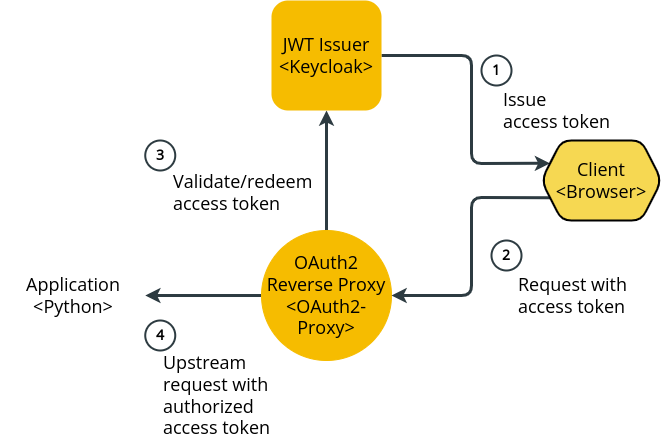 JWT Issuer
<Keycloak>
1
Issue
access token
3
Validate/redeem
access token
Client
<Browser>
2
Request with
access token
OAuth2
Reverse Proxy
<OAuth2-
Proxy>
Application
<Python>
4
Upstream
request with
authorized
access token